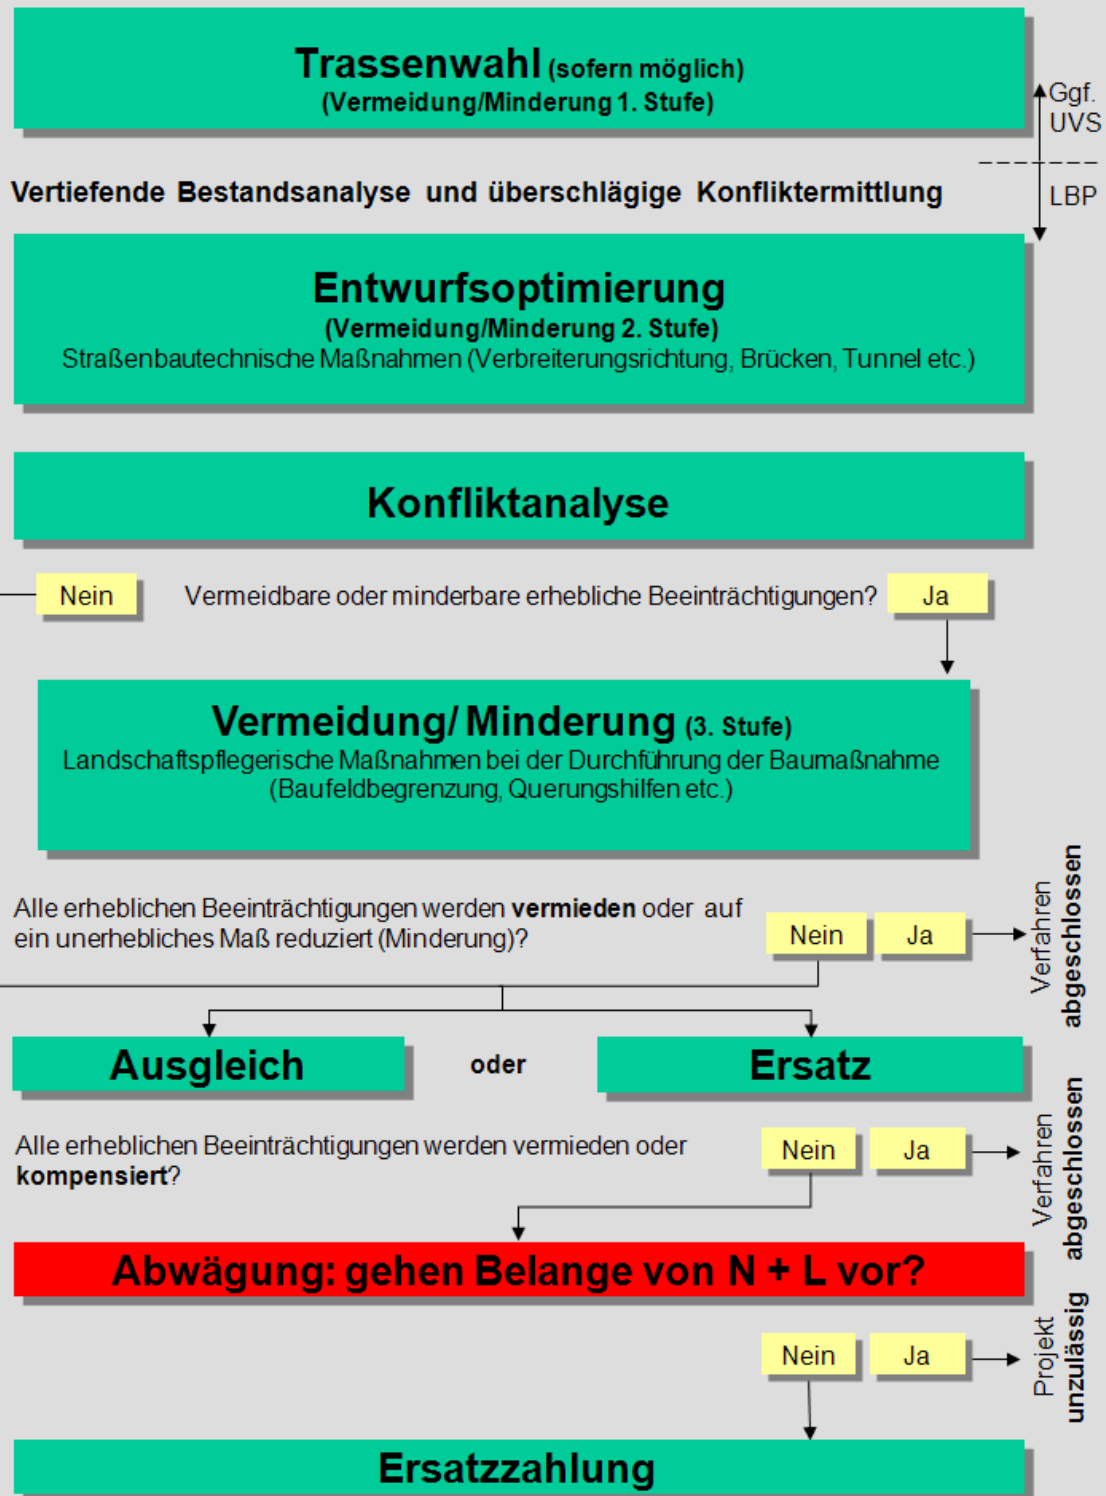 Trassenwahl (sofern möglich)
(Vermeidung/Minderung 1. Stufe)
Ggf.
UVS
Vertiefende Bestandsanalyse und überschlägige Konfliktermittlung
LBP
Entwurfsoptimierung
(Vermeidung/Minderung 2. Stufe)
Straßenbautechnische Maßnahmen (Verbreiterungsrichtung, Brücken, Tunnel etc.)
Konfliktanalyse
Nein
Vermeidbare oder minderbare erhebliche Beeinträchtigungen?
Ja
Vermeidung/ Minderung (3. Stufe)
Landschaftspflegerische Maßnahmen bei der Durchführung der Baumaßnahme
(Baufeldbegrenzung, Querungshilfen etc.)
Alle erheblichen Beeinträchtigungen werden vermieden oder auf
ein unerhebliches Maß reduziert (Minderung)?
Nein
Ja
Verfahren
abgeschlossen
Ausgleich
oder
Ersatz
Alle erheblichen Beeinträchtigungen werden vermieden oder
kompensiert?
Nein
Ja
Verfahren
abgeschlossen
Abwägung: gehen Belange von N + L vor?
Nein
Ja
Projekt
unzulässig
Ersatzzahlung